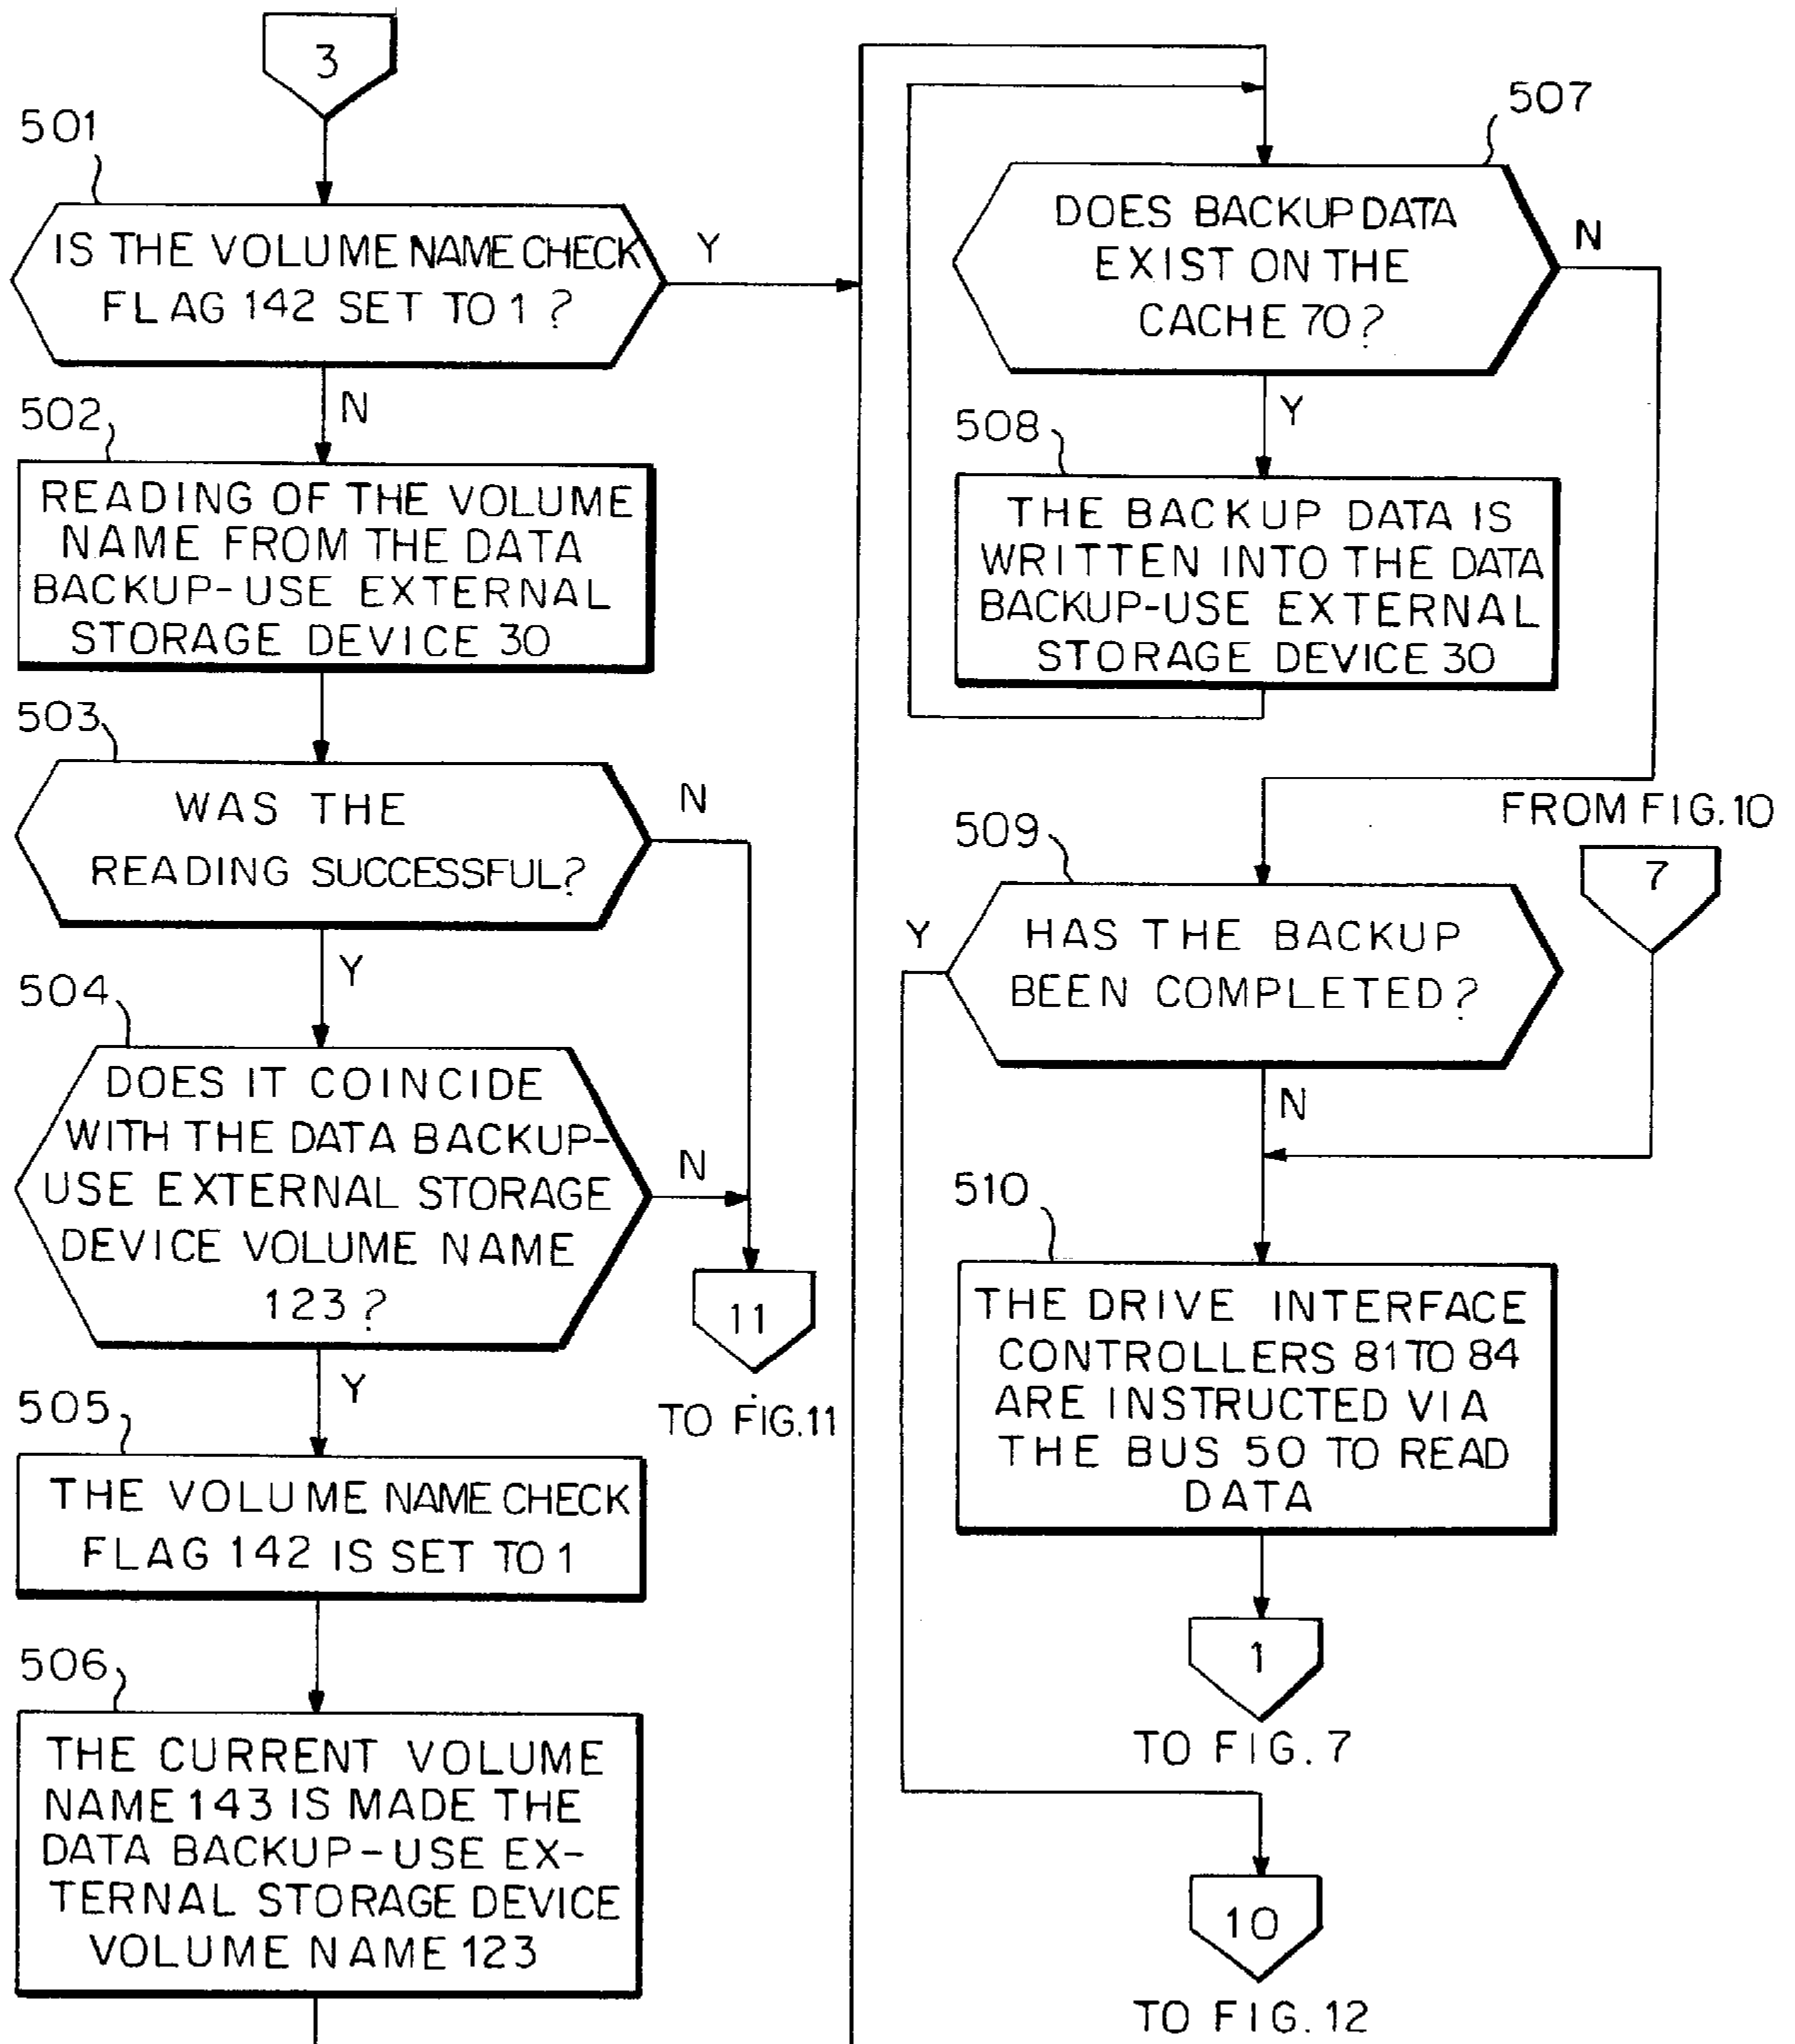 3
501
IS THE VOLUME NAME CHECK
FLAG 142 SET TO 1?
Y
N
502
READING OF THE VOLUME
NAME FROM THE DATA
BACKUP-USE EXTERNAL
STORAGE DEVICE 30
503
WAS THE
READING SUCCESSFUL?
N
Y
504
DOES IT COINCIDE
WITH THE DATA BACKUP-
USE EXTERNAL STORAGE
DEVICE VOLUME NAME
123?
N
11
TO FIG.11
Y
505
THE VOLUME NAME CHECK
FLAG 142 IS SET TO 1
506
THE CURRENT VOLUME
NAME 143 IS MADE THE
DATA BACKUP-USE EX-
TERNAL STORAGE DEVICE
VOLUME NAME 123
507
DOES BACKUP DATA
EXIST ON THE
CACHE 70?
N
Y
508
THE BACKUP DATA IS
WRITTEN INTO THE DATA
BACKUP-USE EXTERNAL
STORAGE DEVICE 30
FROM FIG.10
7
509
HAS THE BACKUP
BEEN COMPLETED?
Y
N
510
THE DRIVE INTERFACE
CONTROLLERS 81 TO 84
ARE INSTRUCTED VIA
THE BUS 50 TO READ
DATA
1
TO FIG. 7
10
TO FIG. 12